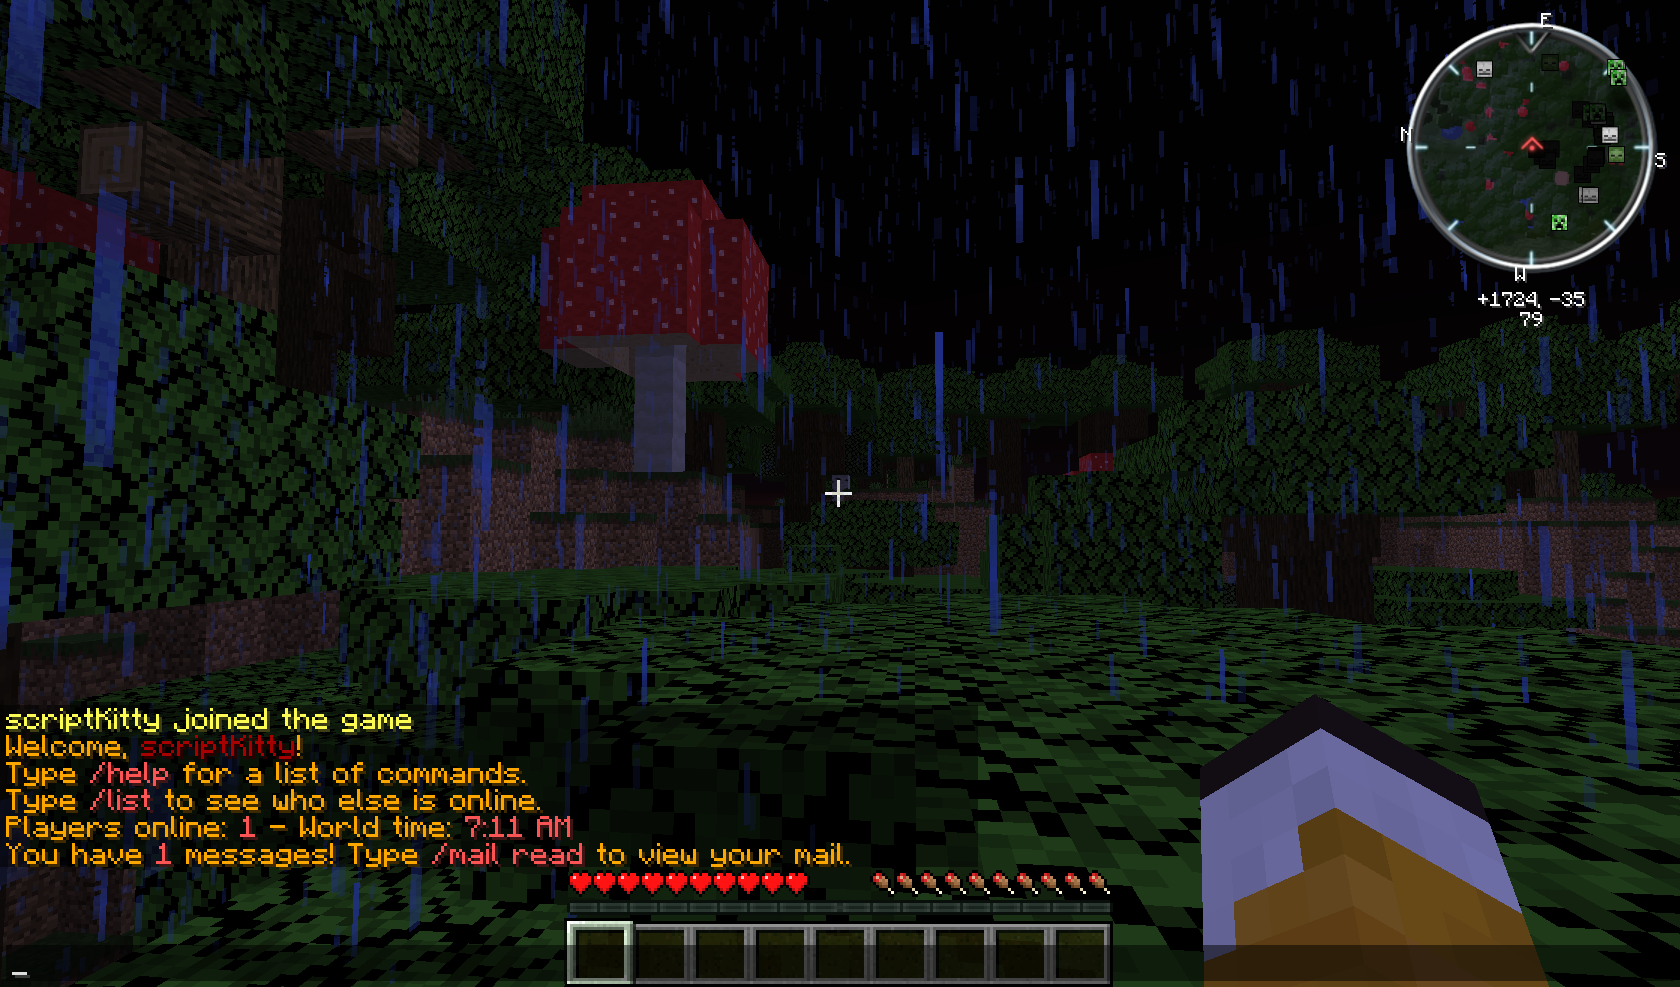 E
N
S
W
+1724, -35
79
scriptKitty joined the game
Welcome, scriptKitty!
Type /help for a list of commands.
Type /list to see who else is online.
Players online: 1 - World time: 7:11 AM
You have 1 messages! Type /mail read to view your mail.
_